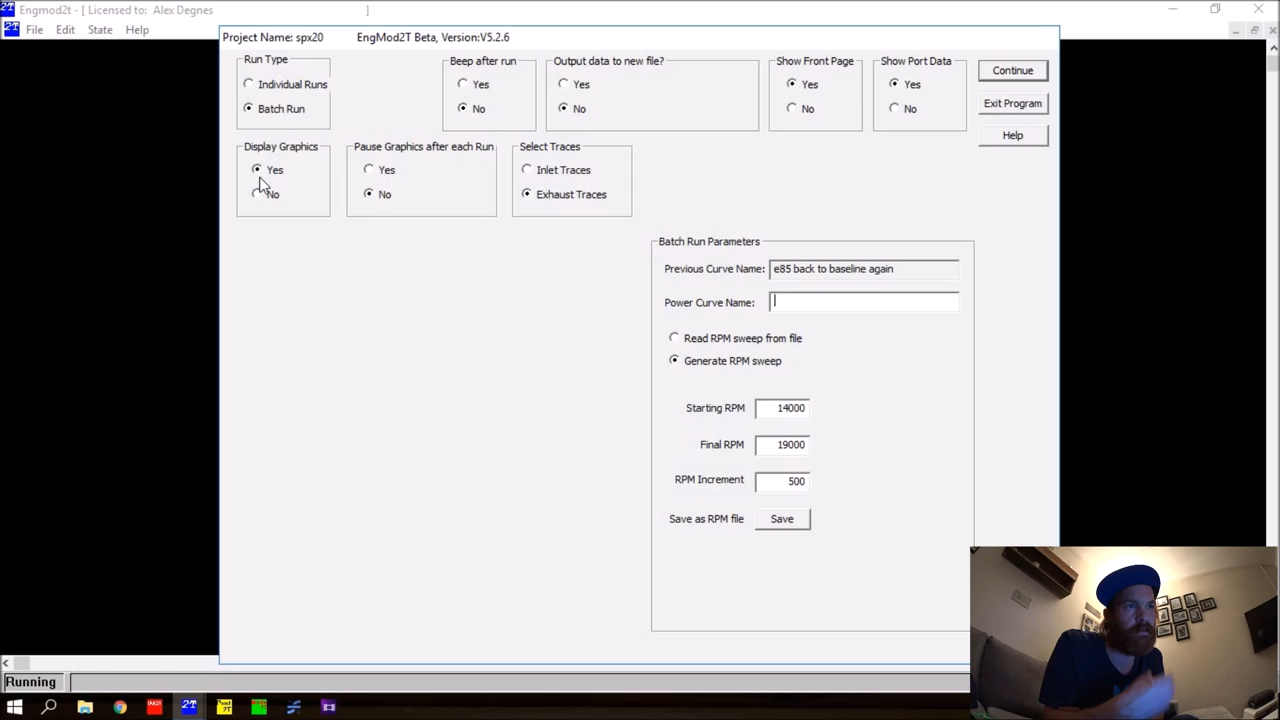 Engmod2t - [ Licensed to: Alex Degnes ]
2T File Edit State Help
Project Name: spx20 EngMod2T Beta, Version:V5.2.6
Run Type
Individual Runs
Batch Run
Beep after run
Yes
No
Output data to new file?
Yes
No
Show Front Page
Yes
No
Show Port Data
Yes
No
Continue
Exit Program
Help
Display Graphics
Yes
No
Pause Graphics after each Run
Yes
No
Select Traces
Inlet Traces
Exhaust Traces
Batch Run Parameters
Previous Curve Name: e85 back to baseline again
Power Curve Name:
Read RPM sweep from file
Generate RPM sweep
Starting RPM 14000
Final RPM 19000
RPM Increment 500
Save as RPM file Save
Running
2T